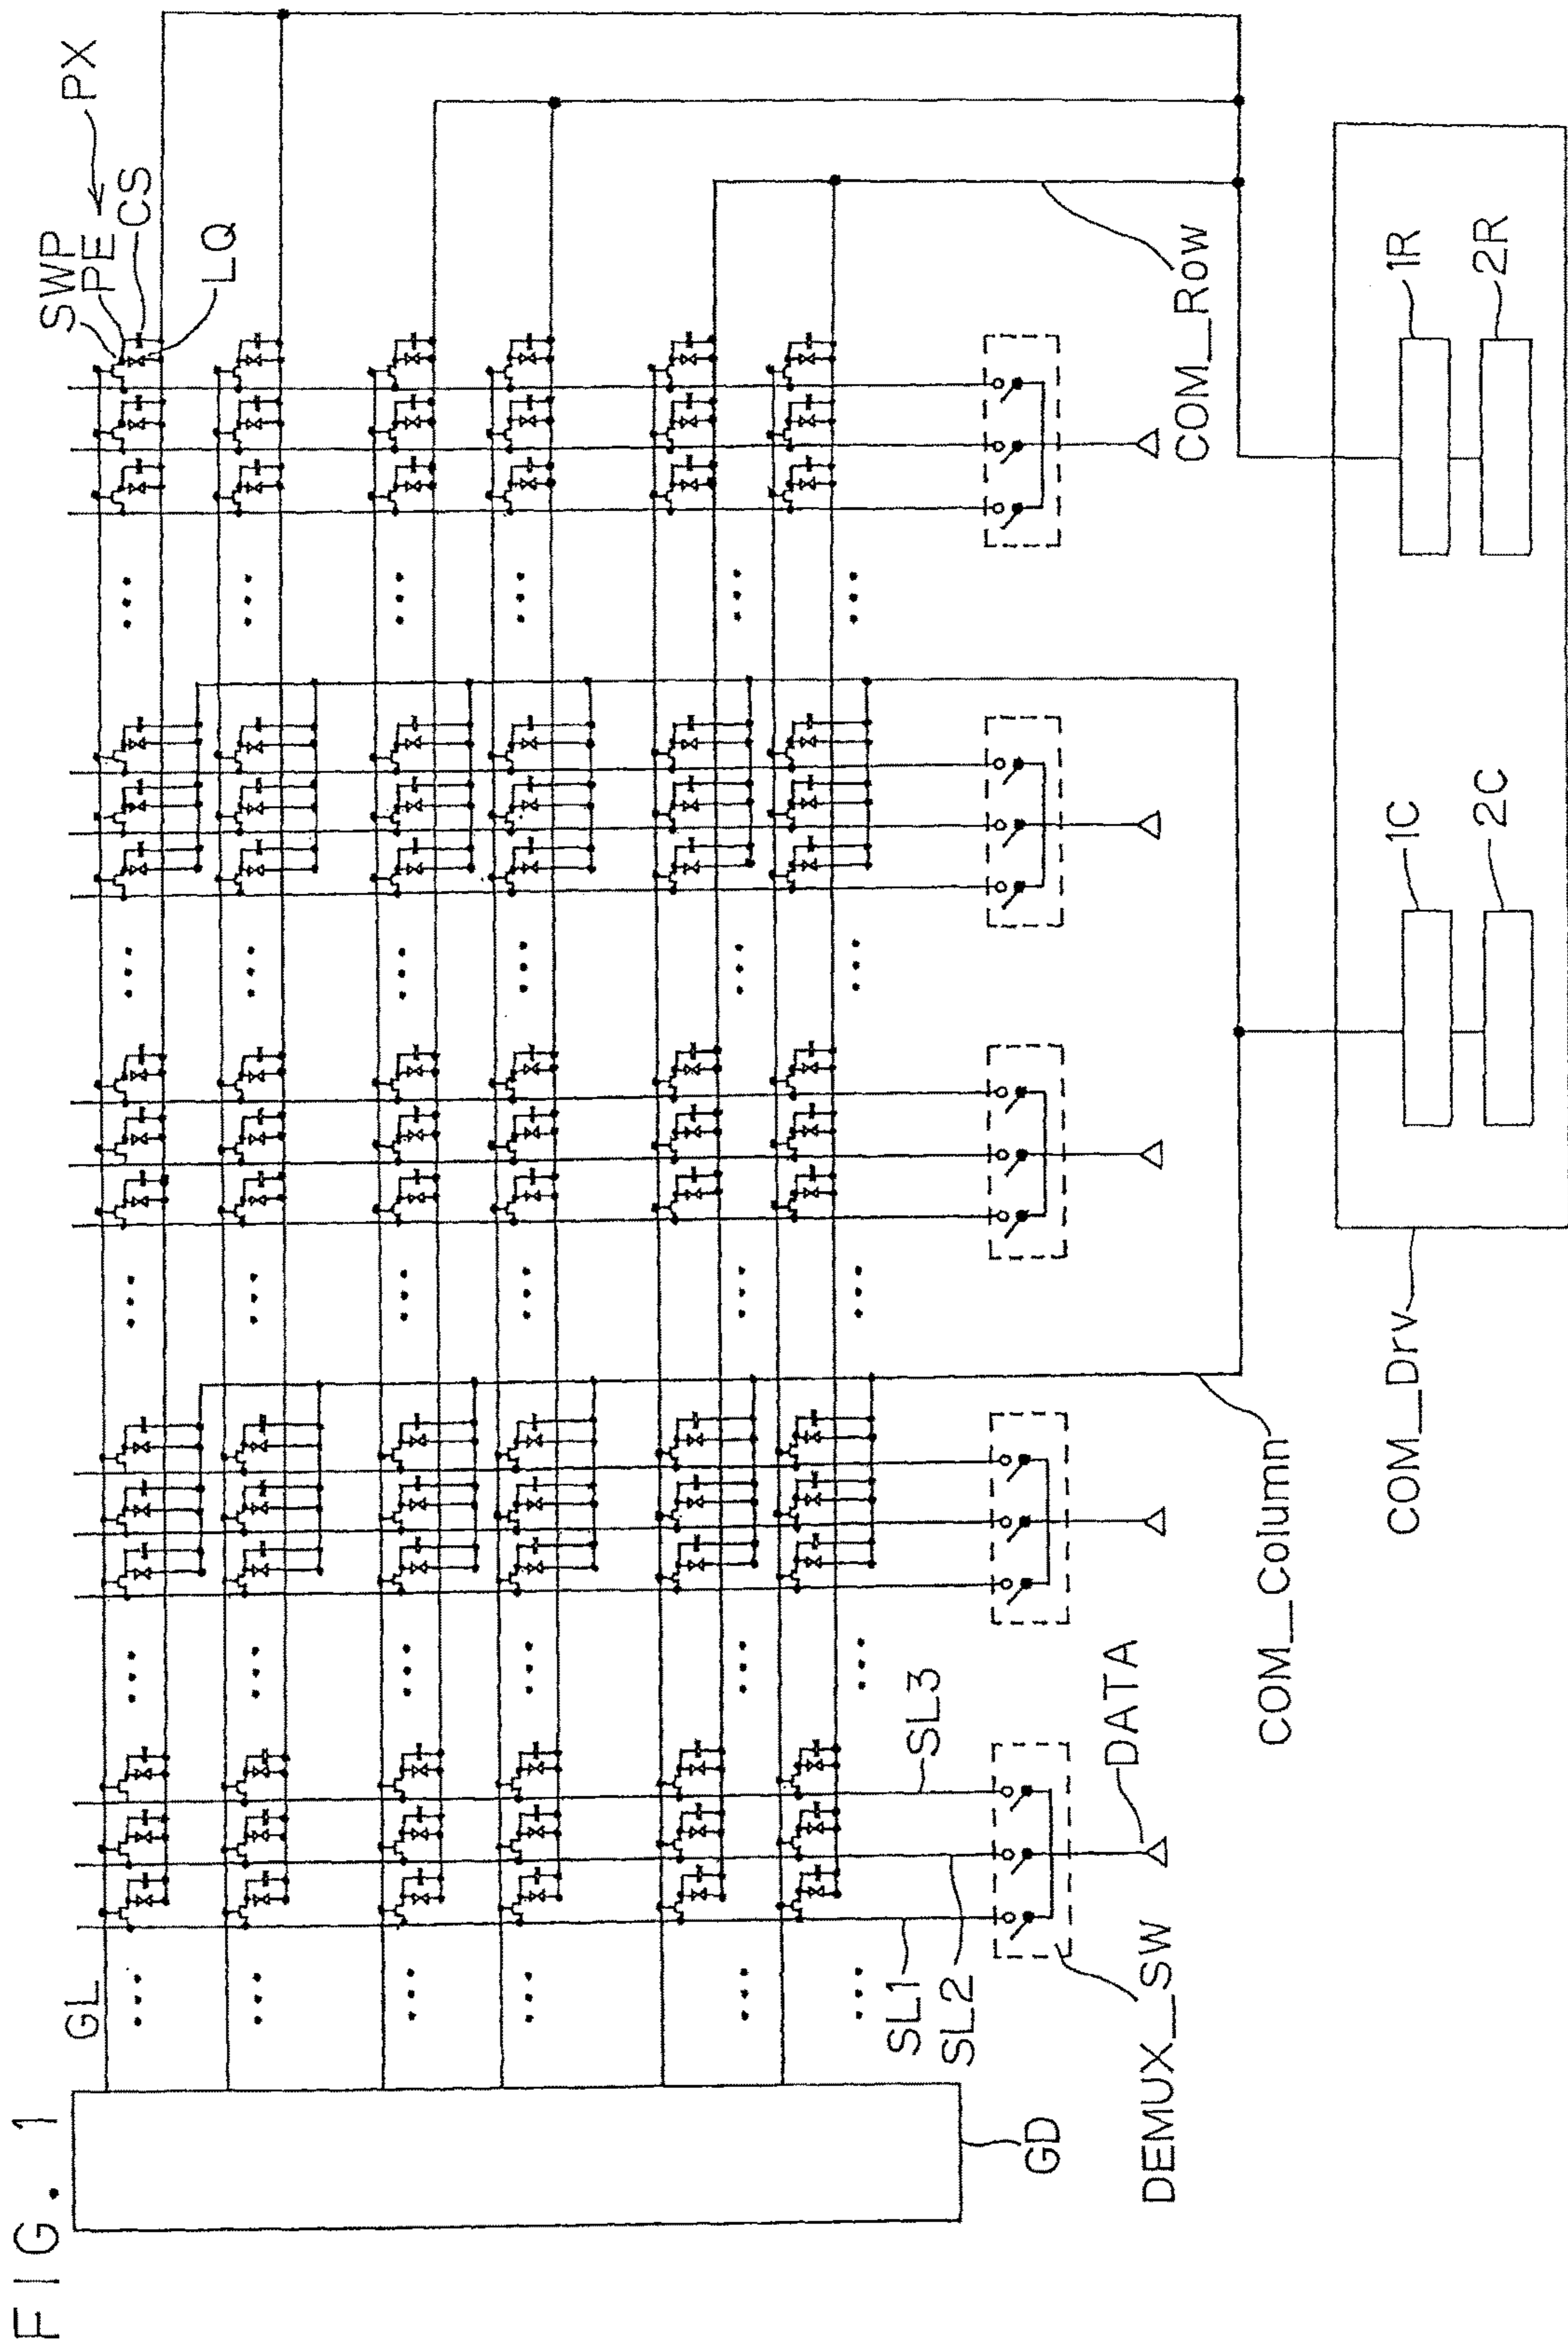 FIG. 1
GL
SWP
PE
PX
CS
LQ
SL1
SL2
SL3
GD
DEMUX_SW
DATA
COM_Column
COM_Row
COM_Drv
1C
2C
1R
2R